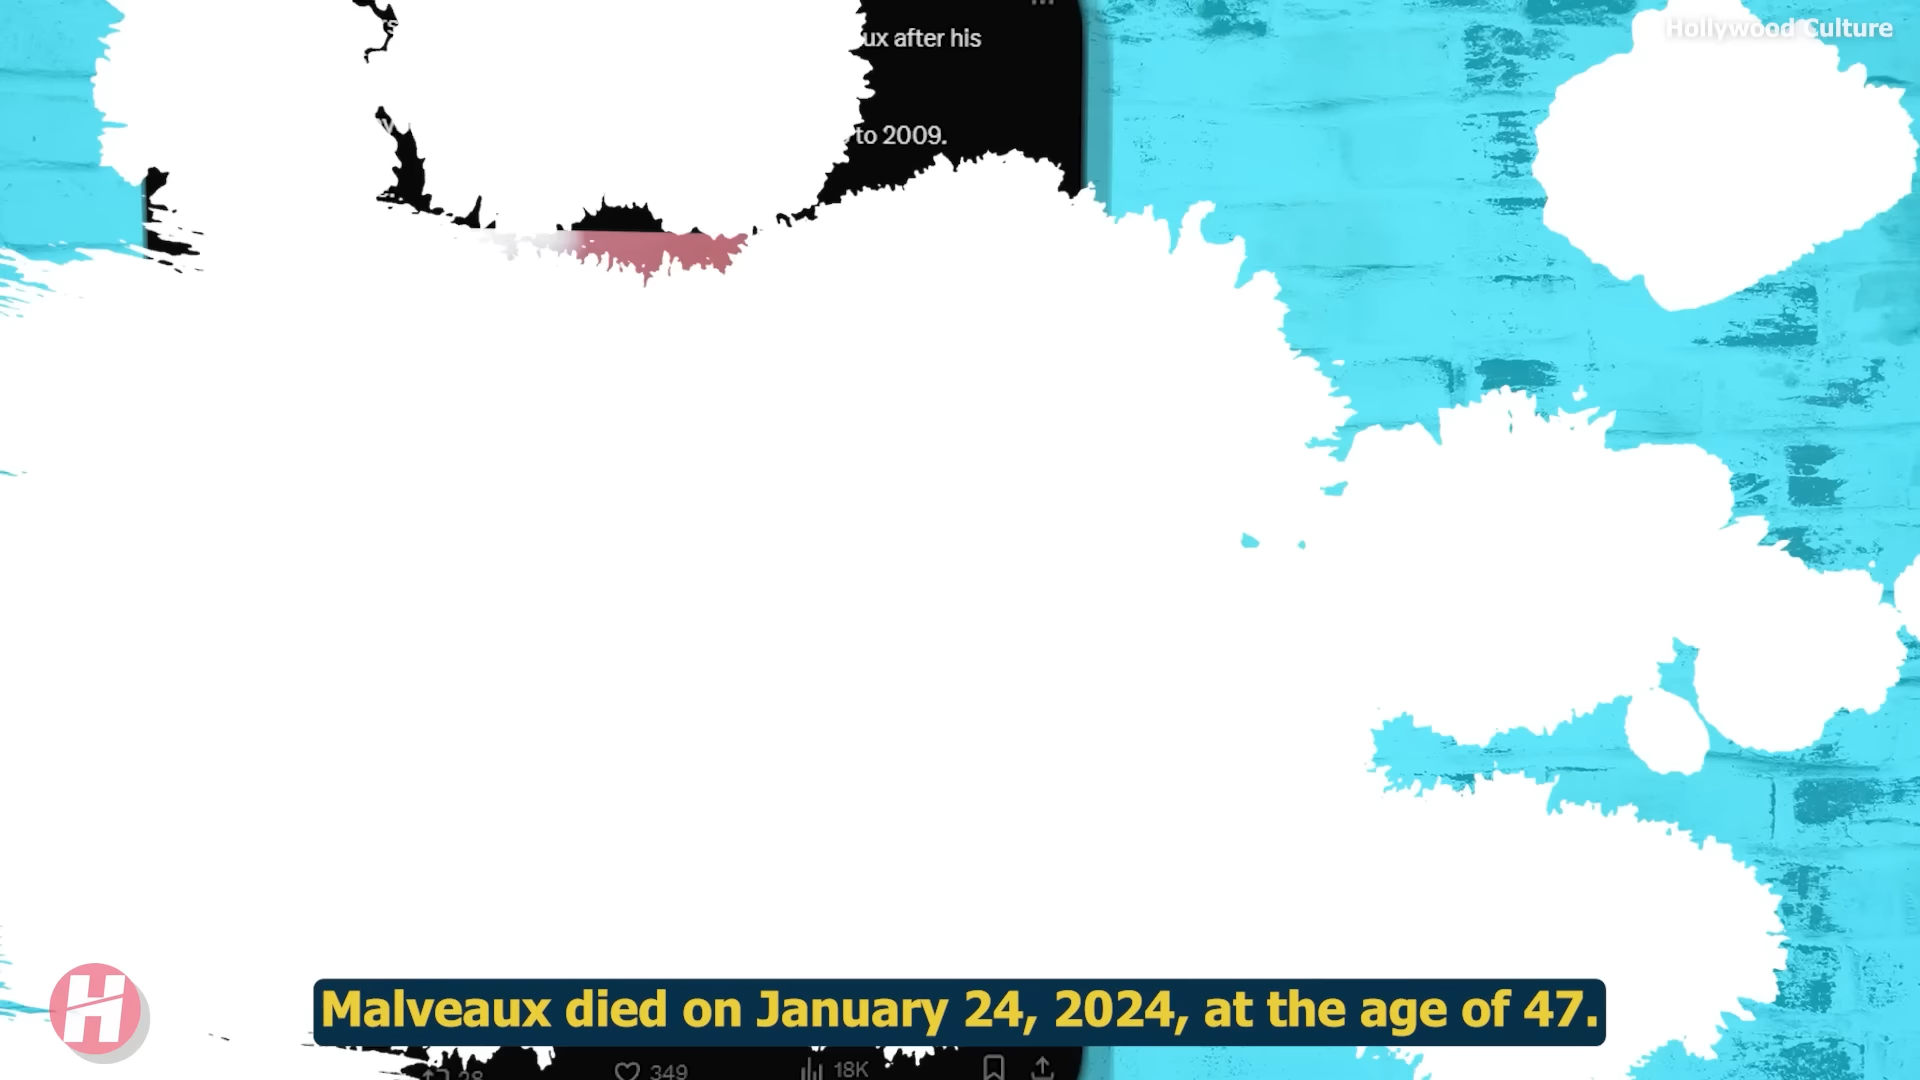 Hollywood Culture
ux after his
to 2009.
H
Malveaux died on January 24, 2024, at the age of 47.
28 349 18K